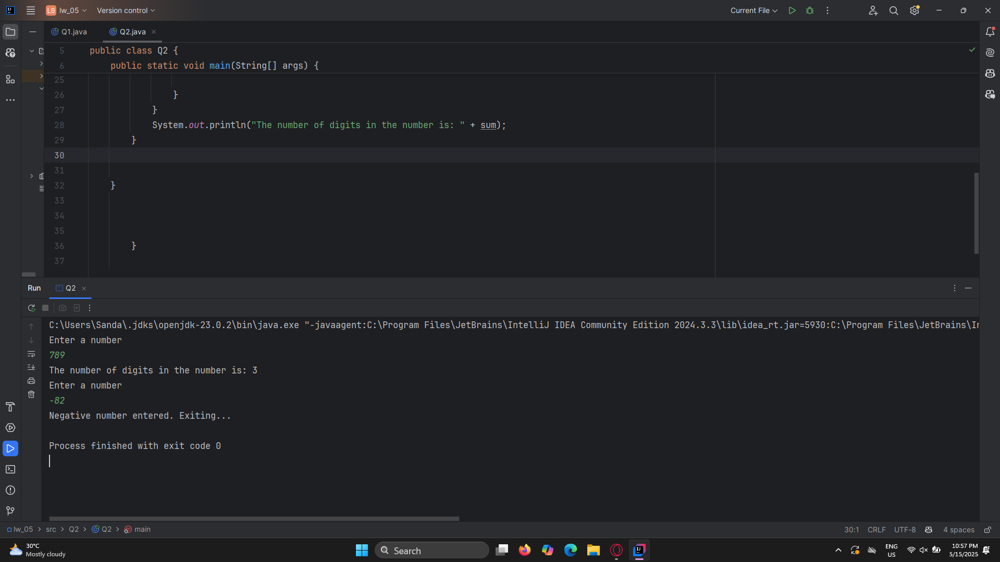 L0 lw_05 Version control Current File
Q1.java Q2.java
5 public class Q2 {
6 public static void main(String[] args) {
25
26 }
27 }
28 System.out.println("The number of digits in the number is: " + sum);
29 }
30
31
32 }
33
34
35
36 }
37
Run Q2
C:\Users\Sanda\.jdks\openjdk-23.0.2\bin\java.exe "-javaagent:C:\Program Files\JetBrains\IntelliJ IDEA Community Edition 2024.3.3\lib\idea_rt.jar=5930:C:\Program Files\JetBrains\In
Enter a number
789
The number of digits in the number is: 3
Enter a number
-82
Negative number entered. Exiting...
Process finished with exit code 0
lw_05 > src > Q2 > Q2 > main 30:1 CRLF UTF-8 4 spaces
30°C
Mostly cloudy
Search
ENG
US
10:57 PM
5/15/2025